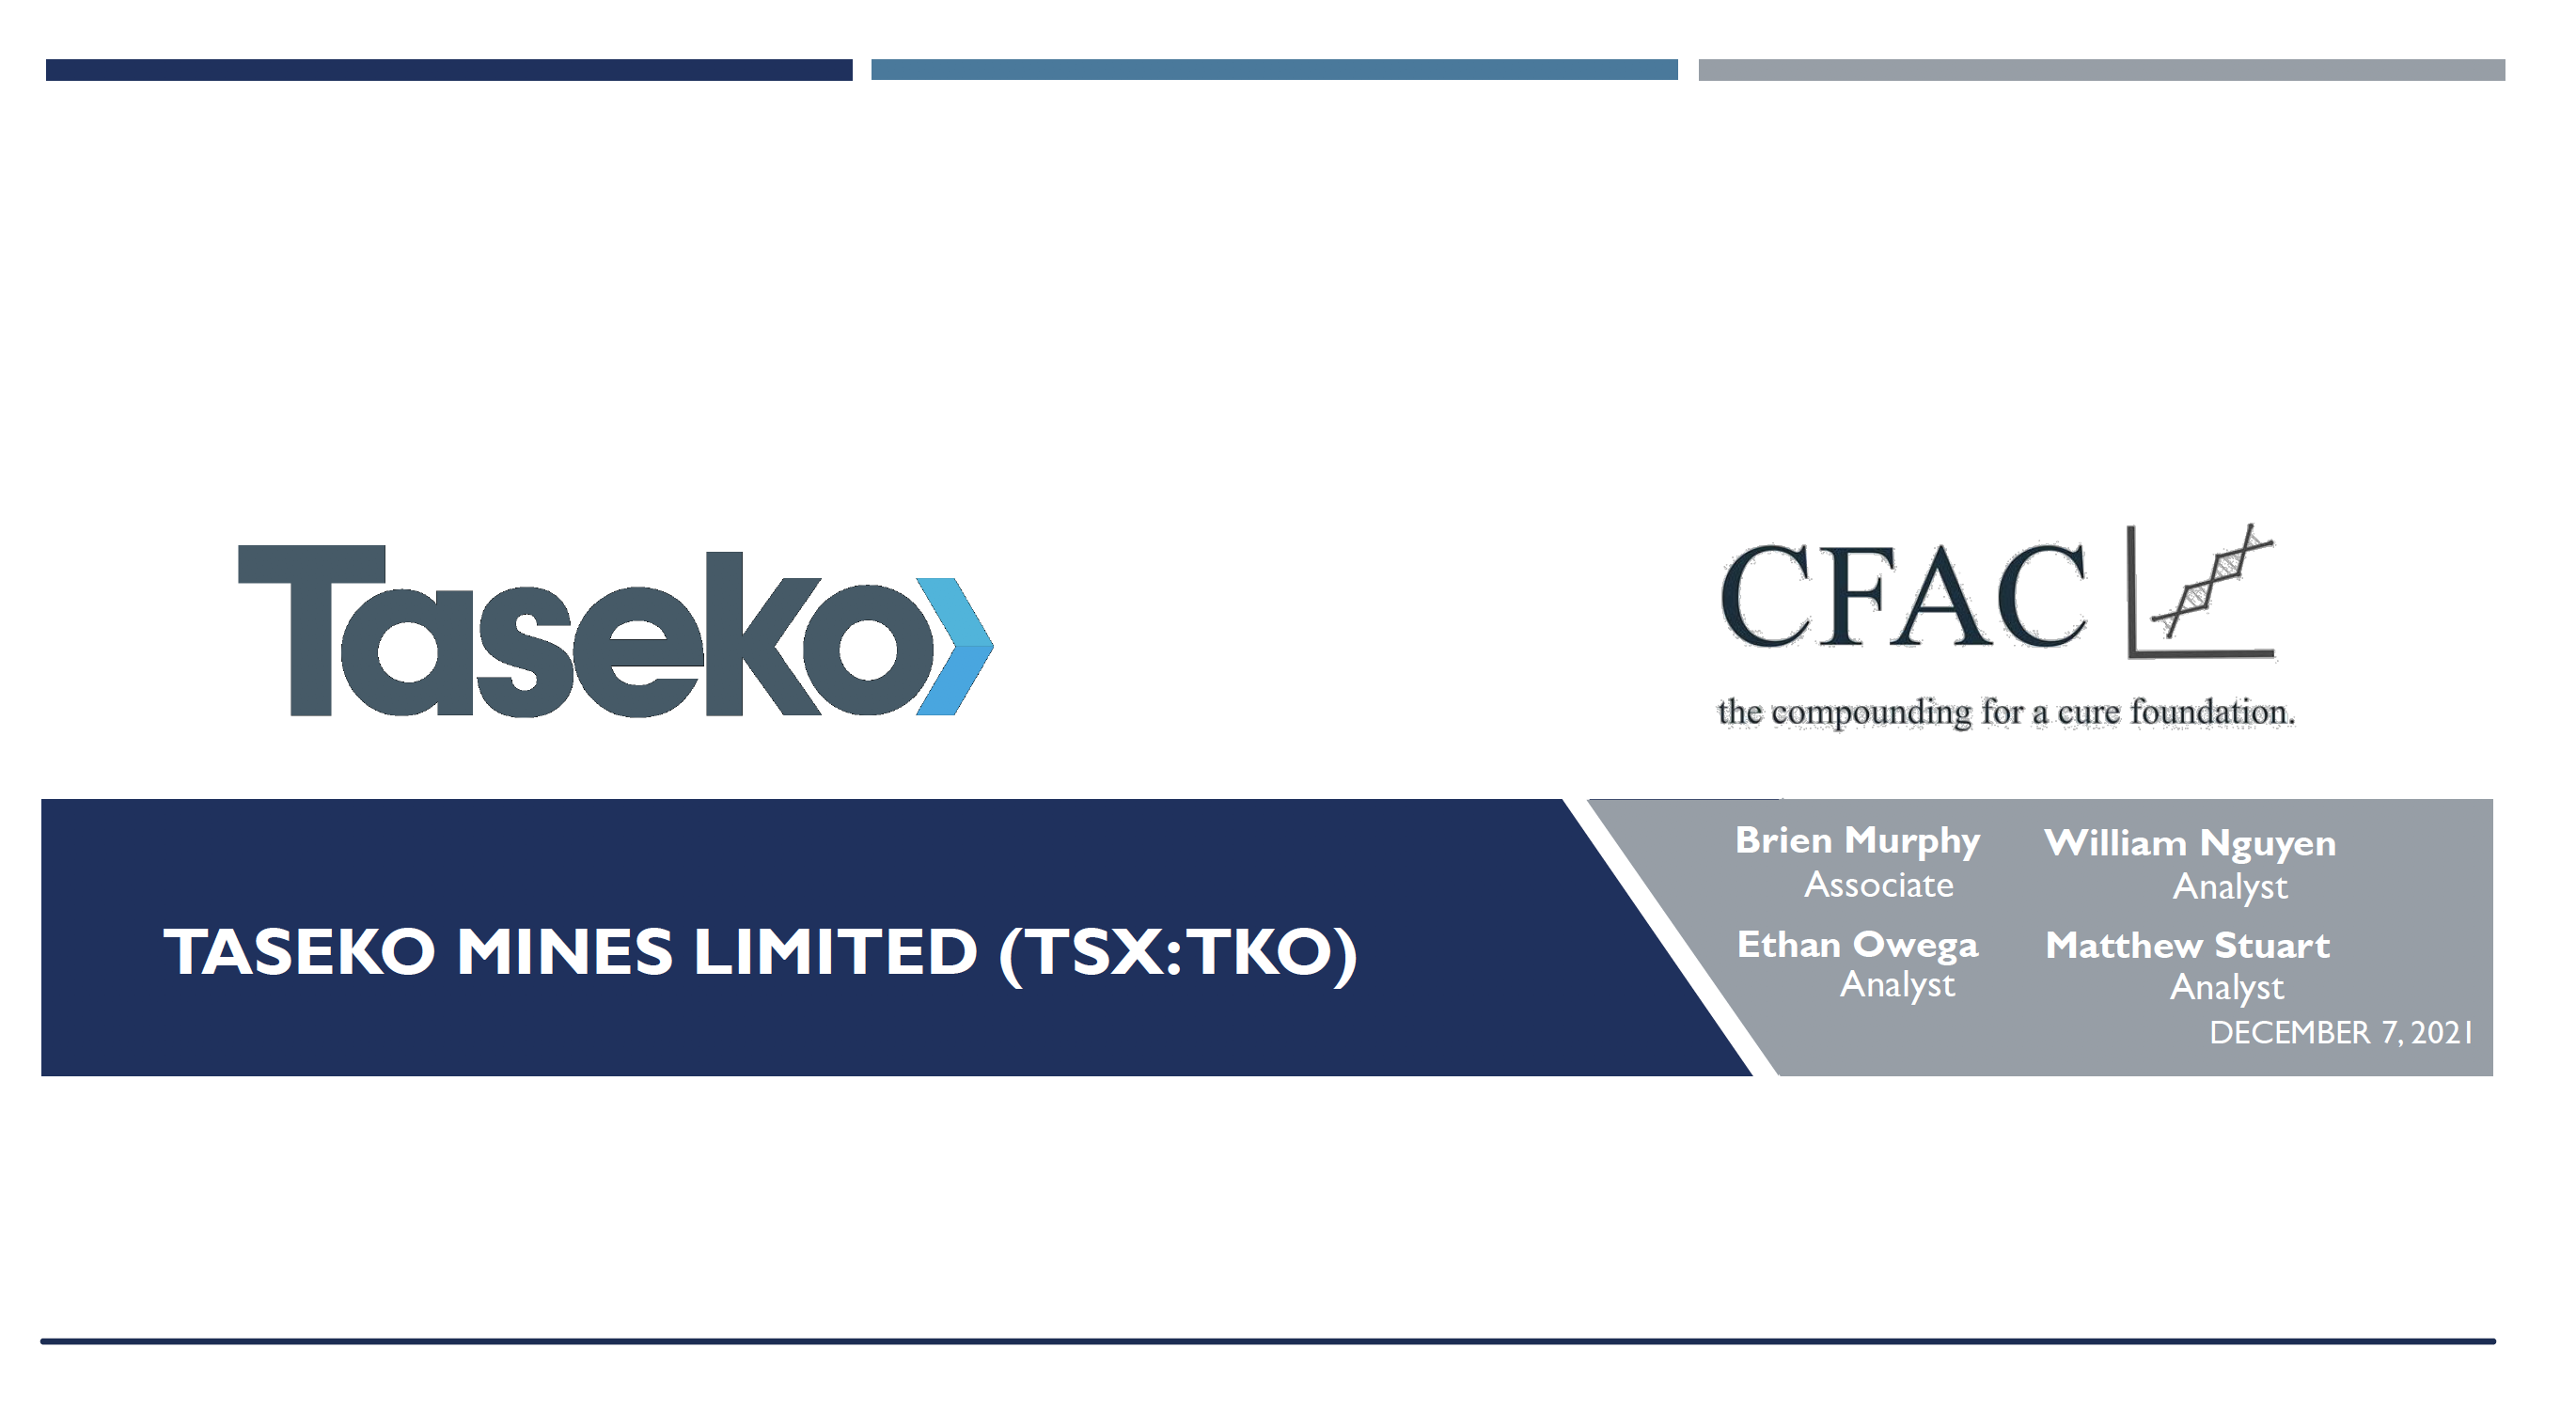 Taseko
CFAC
the compounding for a cure foundation.
TASEKO MINES LIMITED (TSX:TKO)
Brien Murphy
Associate
William Nguyen
Analyst
Ethan Owega
Analyst
Matthew Stuart
Analyst
DECEMBER 7, 2021